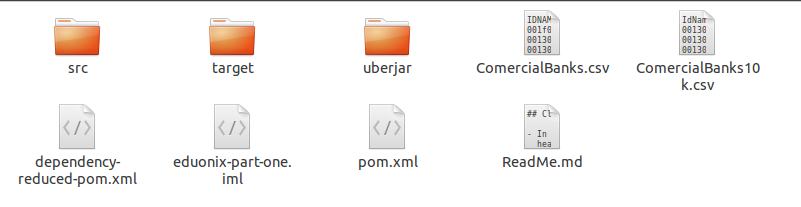 IDNAM
001f0
00130
00130
IdNam
00130
00130
00130
src
target
uberjar
ComercialBanks.csv
ComercialBanks10
k.csv
## Cl
- In
hea
dependency-
reduced-pom.xml
eduonix-part-one.
iml
pom.xml
ReadMe.md